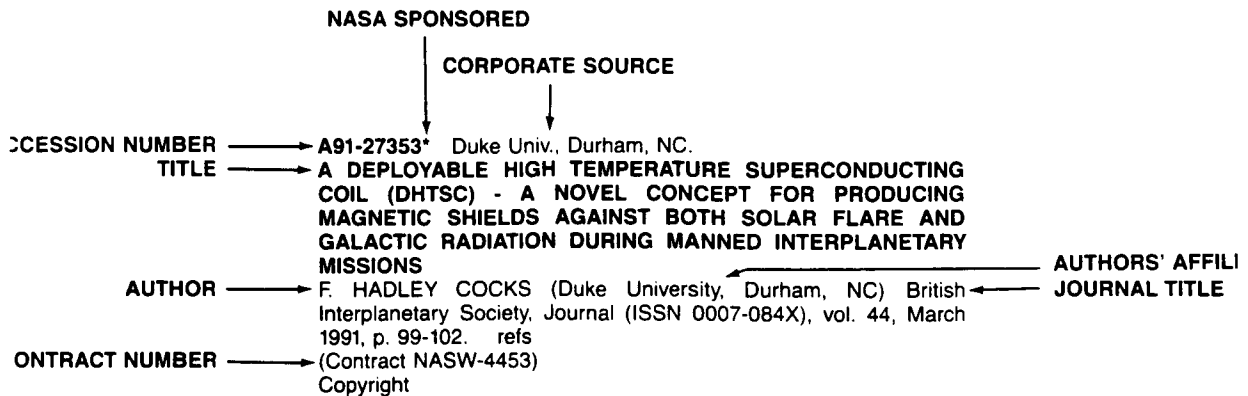 NASA SPONSORED
CORPORATE SOURCE
CCESSION NUMBER A91-27353* Duke Univ., Durham, NC.
TITLE A DEPLOYABLE HIGH TEMPERATURE SUPERCONDUCTING
COIL (DHTSC) - A NOVEL CONCEPT FOR PRODUCING
MAGNETIC SHIELDS AGAINST BOTH SOLAR FLARE AND
GALACTIC RADIATION DURING MANNED INTERPLANETARY
MISSIONS
AUTHORS' AFFILI
AUTHOR F. HADLEY COCKS (Duke University, Durham, NC) British JOURNAL TITLE
Interplanetary Society, Journal (ISSN 0007-084X), vol. 44, March
1991, p. 99-102. refs
ONTRACT NUMBER (Contract NASW-4453)
Copyright